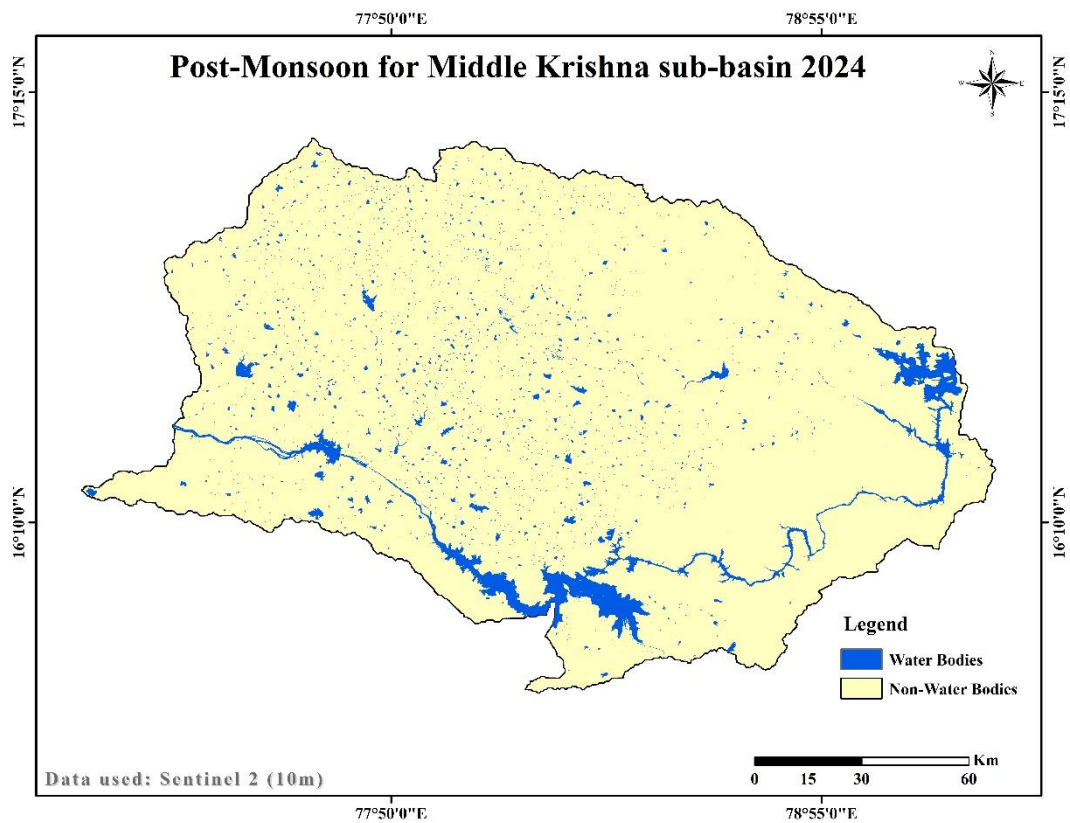 77°50'0"E 78°55'0"E
Post-Monsoon for Middle Krishna sub-basin 2024
N
W E
S
17°15'0"N 17°15'0"N
16°10'0"N 16°10'0"N
Legend
Water Bodies
Non-Water Bodies
Km
0 15 30 60
Data used: Sentinel 2 (10m)
77°50'0"E 78°55'0"E